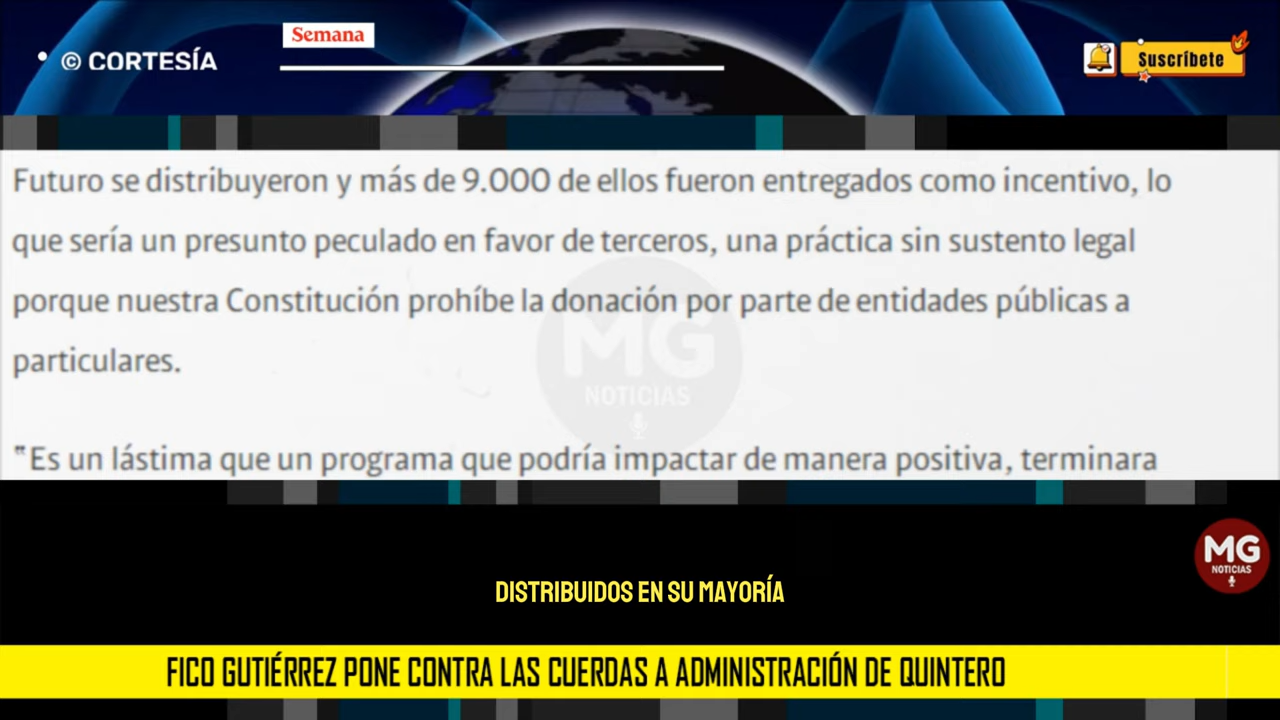 Semana
© CORTESÍA
Suscríbete
Futuro se distribuyeron y más de 9.000 de ellos fueron entregados como incentivo, lo
que sería un presunto peculado en favor de terceros, una práctica sin sustento legal
porque nuestra Constitución prohíbe la donación por parte de entidades públicas a
particulares.
MG
NOTICIAS
"Es un lástima que un programa que podría impactar de manera positiva, terminara
MG
NOTICIAS
DISTRIBUIDOS EN SU MAYORÍA
FICO GUTIÉRREZ PONE CONTRA LAS CUERDAS A ADMINISTRACIÓN DE QUINTERO